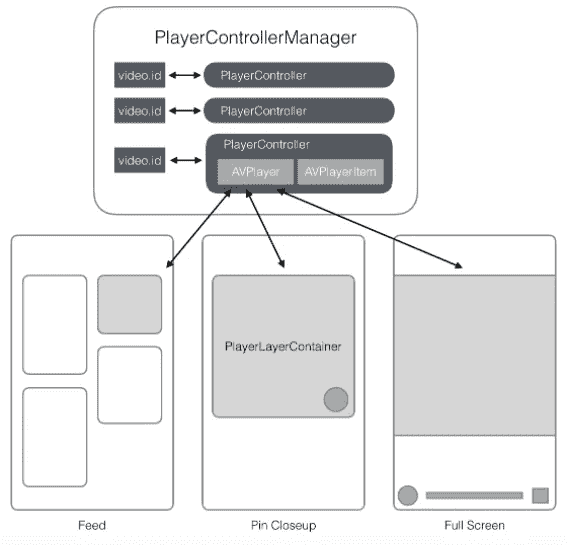 PlayerControllerManager
video.id
PlayerController
video.id
PlayerController
PlayerController
video.id
AVPlayer
AVPlayerItem
PlayerLayerContainer
Feed
Pin Closeup
Full Screen